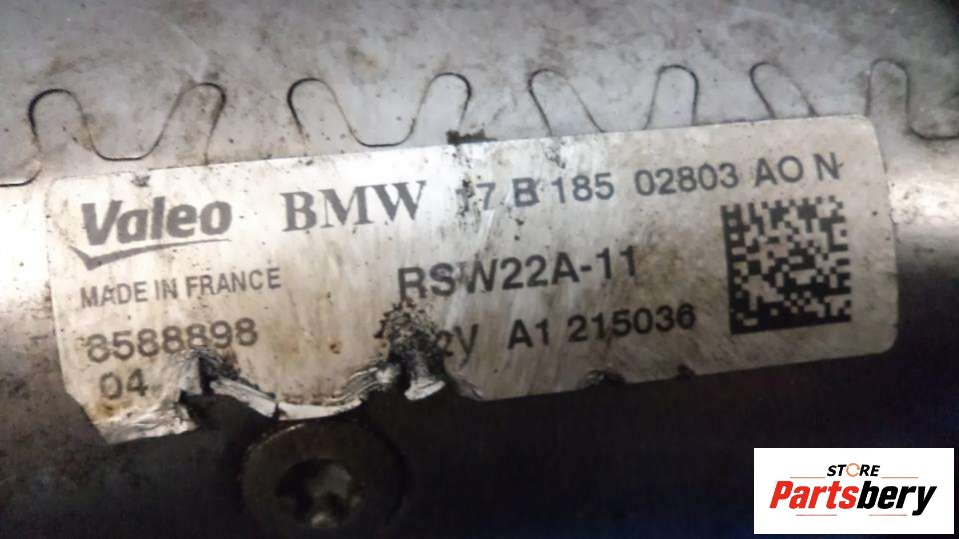 Valeo BMW 7 B 185 02803 AO N
MADE IN FRANCE RSW22A-11
8588898 2V A1 215036
04
STORE
Partsbery